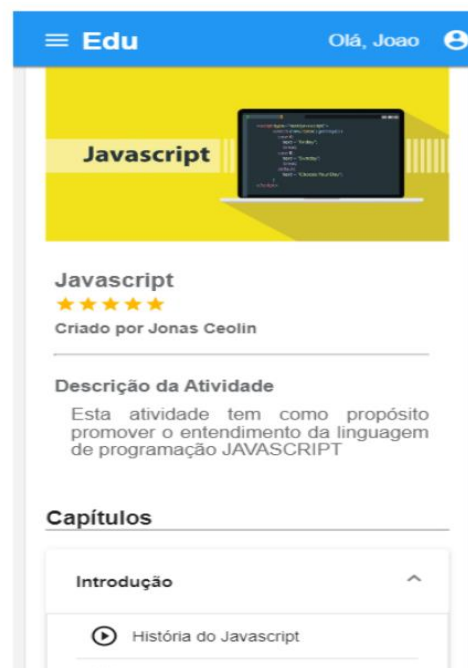 Edu
Olá, Joao
Javascript
Javascript
Criado por Jonas Ceolin
Descrição da Atividade
Esta atividade tem como propósito
promover o entendimento da linguagem
de programação JAVASCRIPT
Capítulos
Introdução
História do Javascript